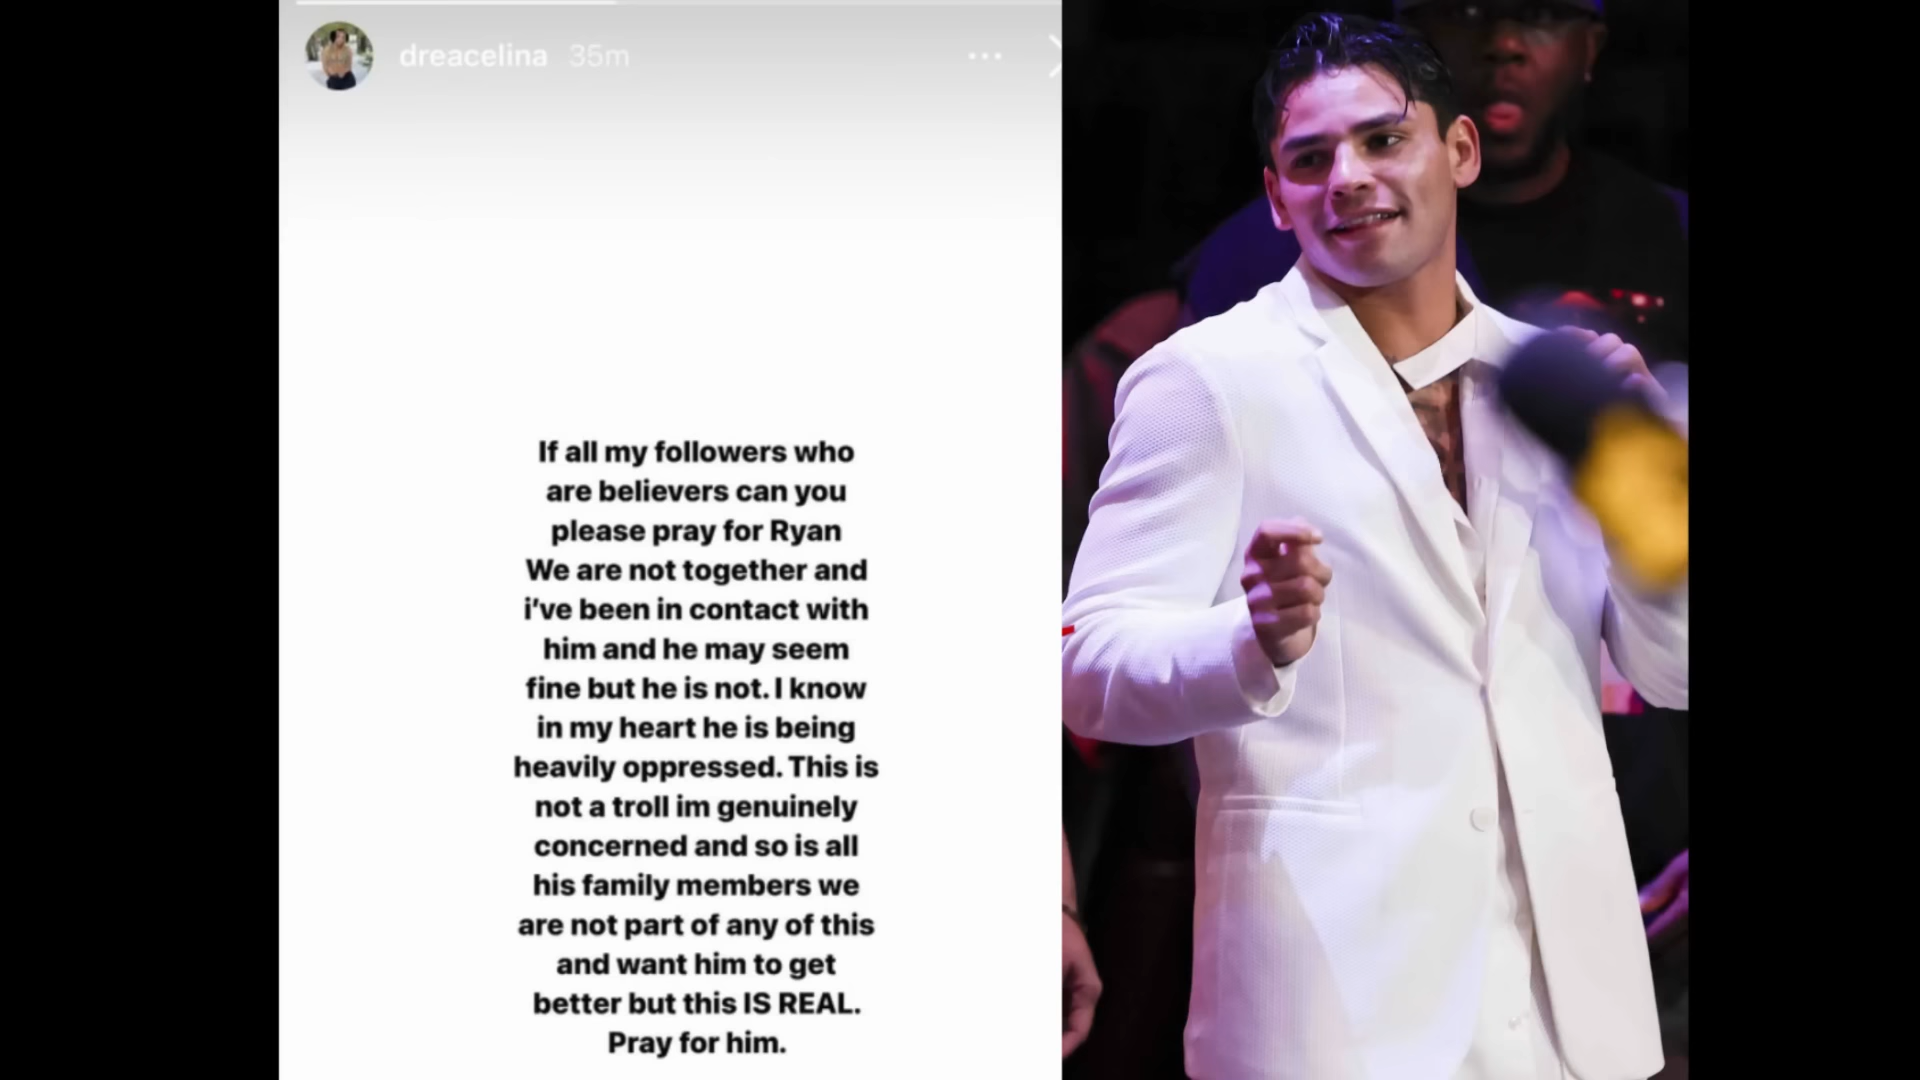 dreacelina 35m
If all my followers who
are believers can you
please pray for Ryan
We are not together and
i've been in contact with
him and he may seem
fine but he is not. I know
in my heart he is being
heavily oppressed. This is
not a troll im genuinely
concerned and so is all
his family members we
are not part of any of this
and want him to get
better but this IS REAL.
Pray for him.